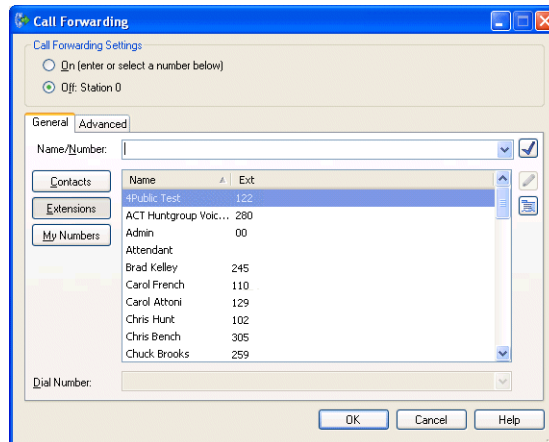 Call Forwarding
Call Forwarding Settings
On (enter or select a number below)
Off: Station 0
General Advanced
Name/Number:
Contacts
Extensions
My Numbers
Name Ext
4Public Test 122
ACT Huntgroup Voic... 280
Admin 00
Attendant
Brad Kelley 245
Carol French 110
Carol Attoni 129
Chris Hunt 102
Chris Bench 305
Chuck Brooks 259
Dial Number:
OK Cancel Help